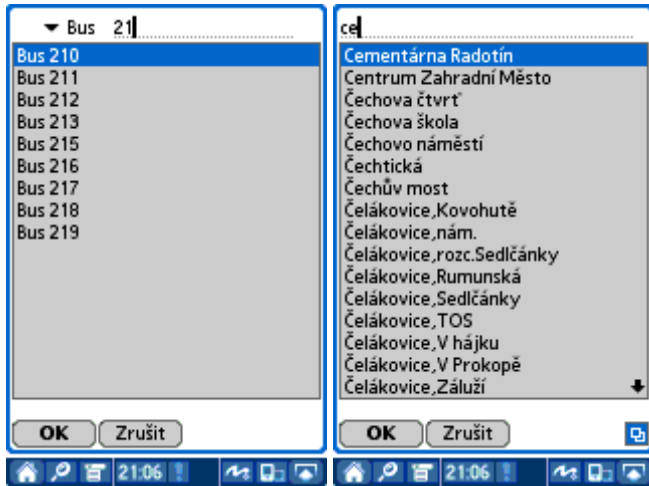 Bus 21
Bus 210
Bus 211
Bus 212
Bus 213
Bus 215
Bus 216
Bus 217
Bus 218
Bus 219
OK Zrušit
21:06
ce
Cementárna Radotín
Centrum Zahradní Město
Čechova čtvrť
Čechova škola
Čechovo náměstí
Čechtická
Čechův most
Čelákovice,Kovohutě
Čelákovice,nám.
Čelákovice,rozc.Sedlčánky
Čelákovice,Rumunská
Čelákovice,Sedlčánky
Čelákovice,TOS
Čelákovice,V hájku
Čelákovice,V Prokopě
Čelákovice,Záluží
OK Zrušit
21:06